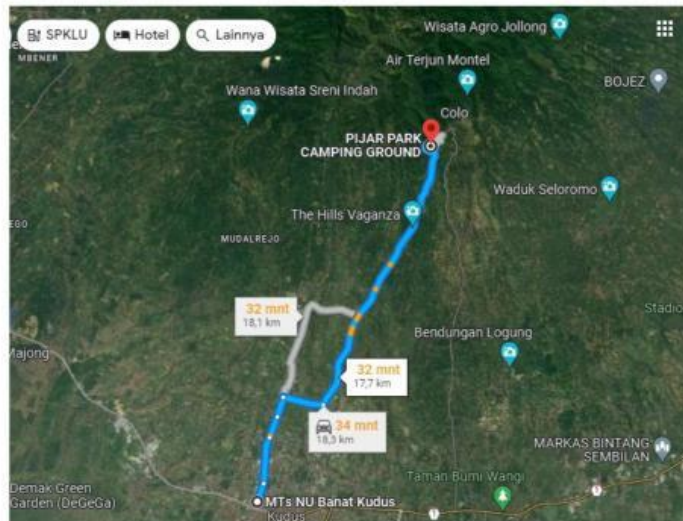 SPKLU
Hotel
Lainnya
MBENER
Wisata Agro Jollong
Air Terjun Montel
BOJEZ
Wana Wisata Sreni Indah
Colo
PIJAR PARK
CAMPING GROUND
Waduk Seloromo
The Hills Vaganza
EGO
MUDALREJO
32 mnt
18,1 km
Stadio
Bendungan Logung
Majong
32 mnt
17,7 km
34 mnt
18,3 km
MARKAS BINTANG
SEMBILAN
Taman Bumi Wangi
Demak Green
Garden (DeGeGa)
MTs NU Banat Kudus
Kudus